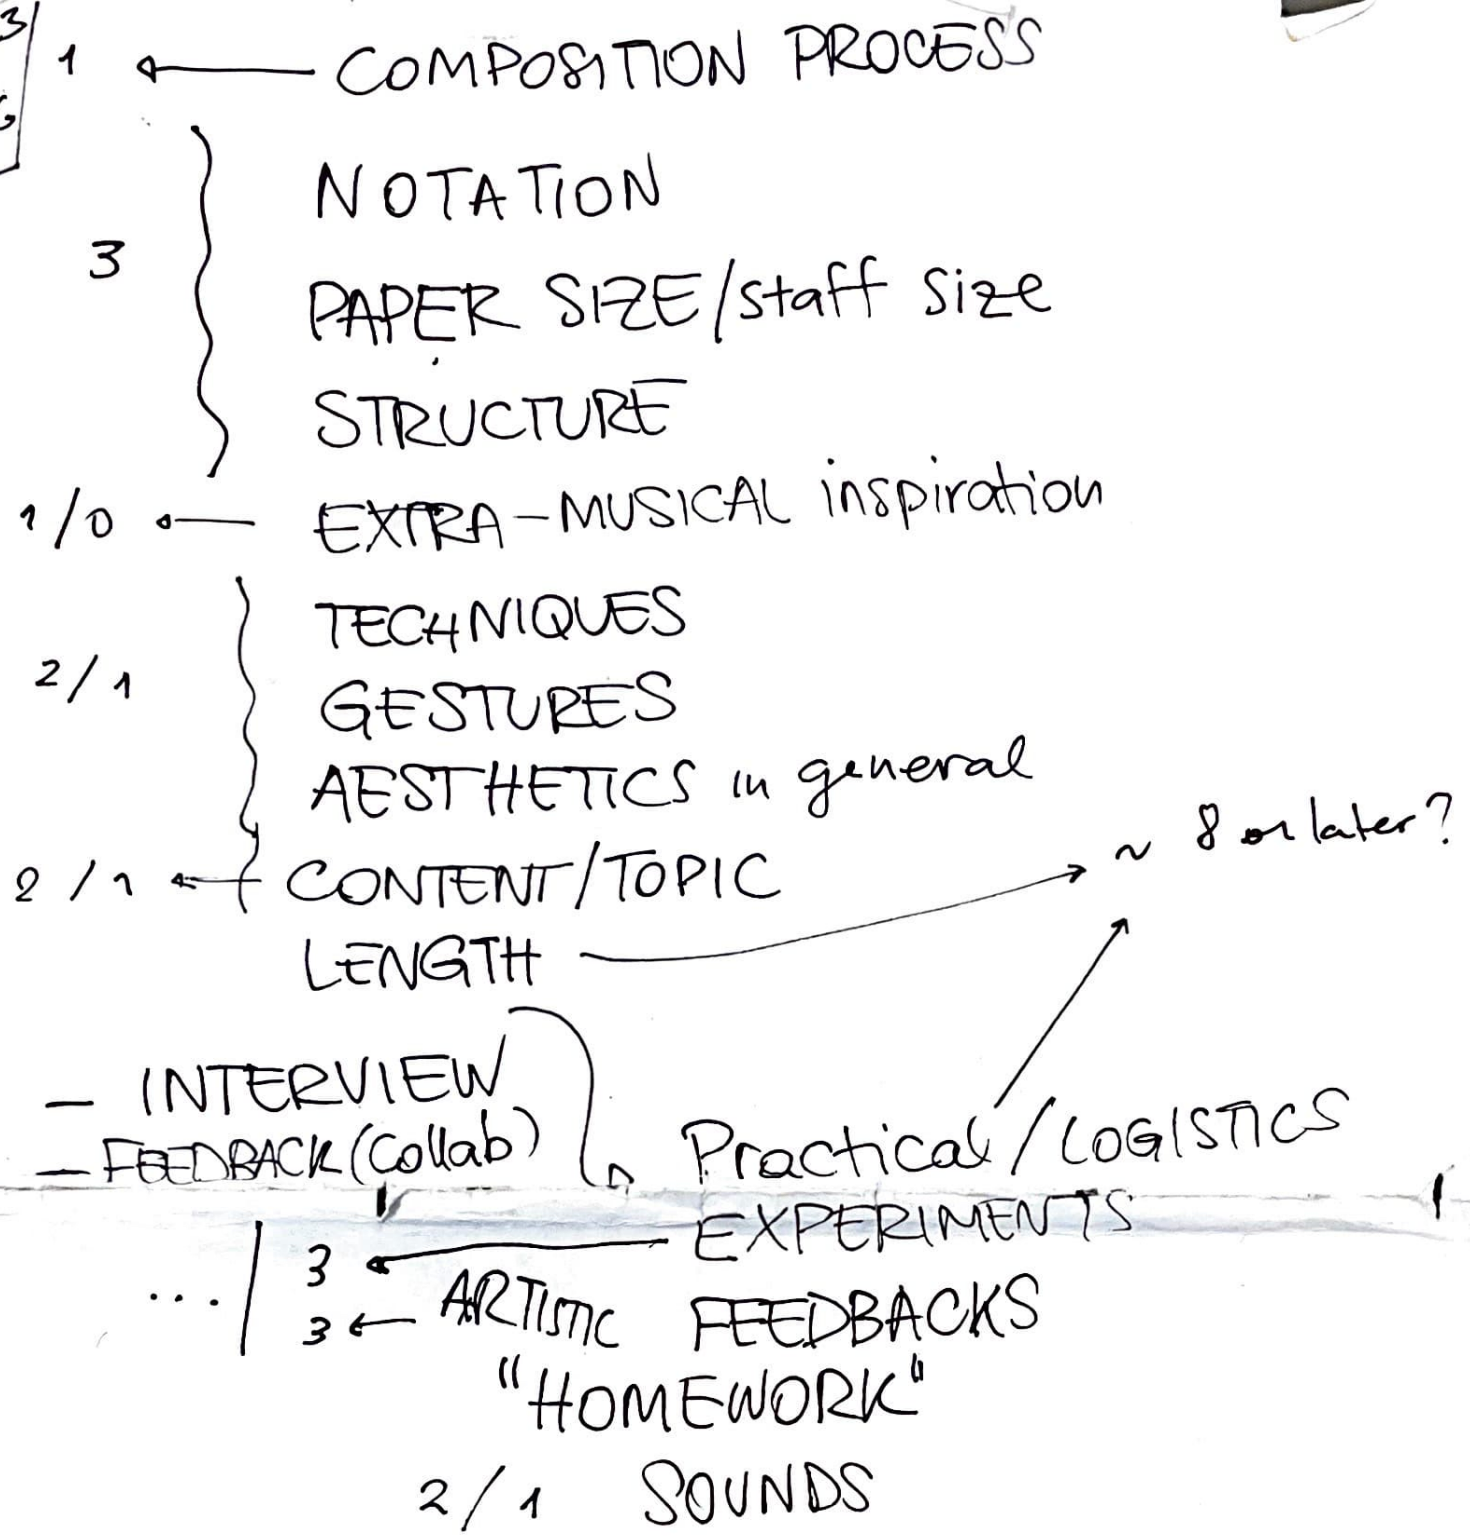 3
1 ← COMPOSITION PROCESS
NOTATION
3
PAPER SIZE/staff size
STRUCTURE
1/0 ← EXTRA-MUSICAL inspiration
TECHNIQUES
2/1
GESTURES
AESTHETICS in general
~ 8 or later?
2/1 ← CONTENT/TOPIC
LENGTH
– INTERVIEW
– FEEDBACK (Collab)
Practical/LOGISTICS
EXPERIMENTS
... 3 ←
3 ← ARTISTIC FEEDBACKS
"HOMEWORK"
2/1 SOUNDS